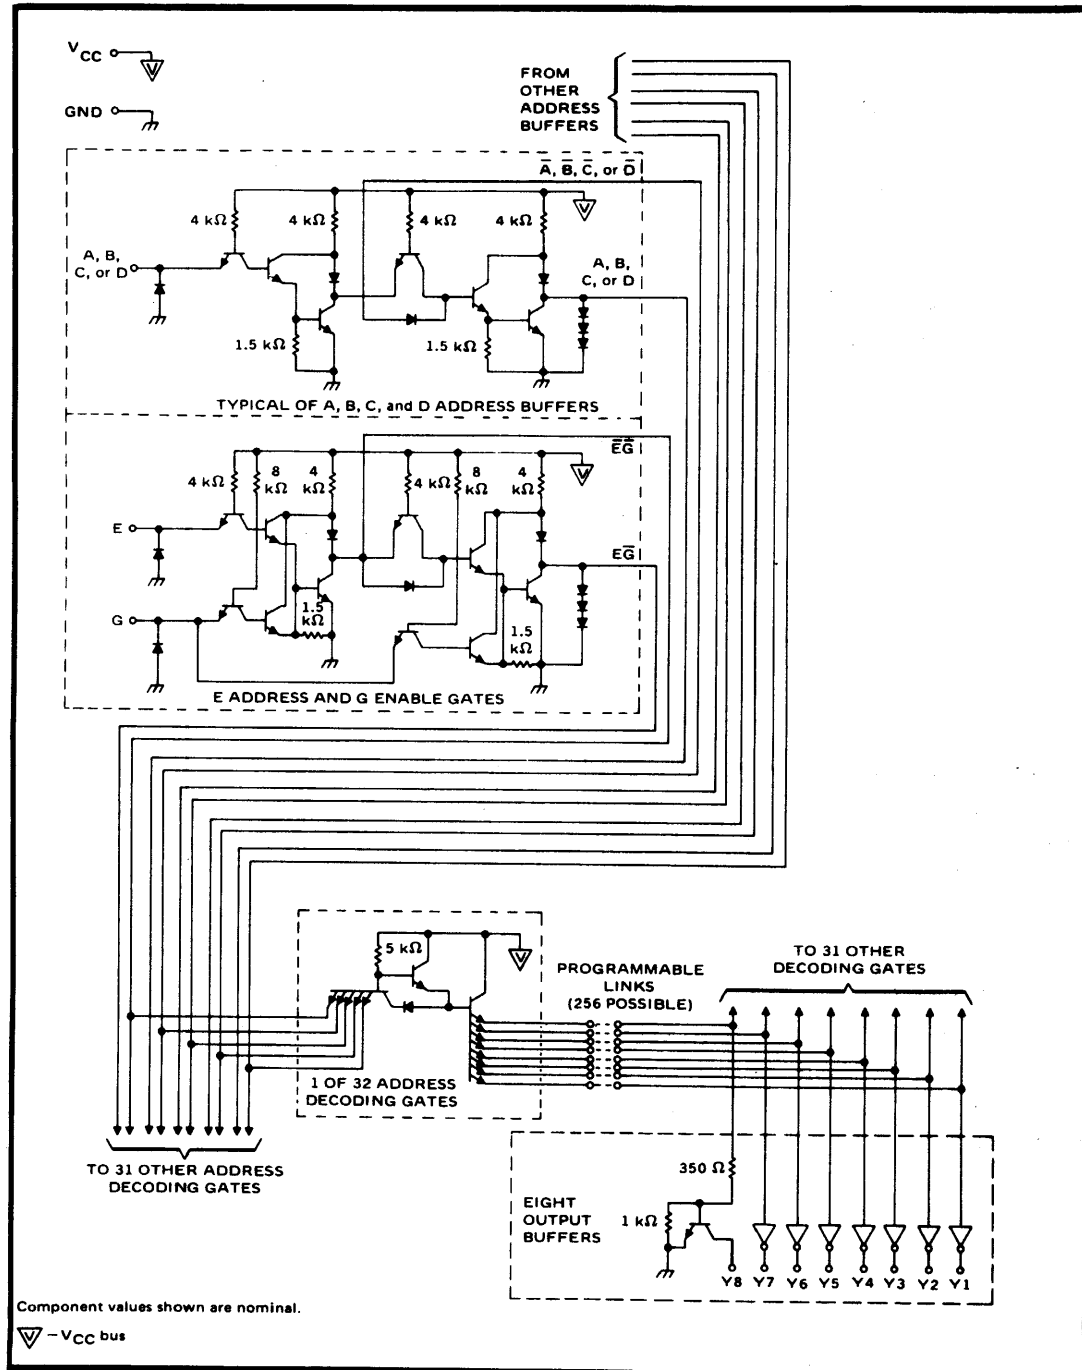 VCC
GND
FROM
OTHER
ADDRESS
BUFFERS
A̅, B̅, C̅, or D̅
4 kΩ
4 kΩ
4 kΩ
4 kΩ
A, B,
C, or D
A, B,
C, or D
1.5 kΩ
1.5 kΩ
TYPICAL OF A, B, C, and D ADDRESS BUFFERS
E̅G̅
4 kΩ
8
kΩ
4
kΩ
4 kΩ
8
kΩ
4
kΩ
E
EG̅
G
1.5
kΩ
1.5
kΩ
E ADDRESS AND G ENABLE GATES
5 kΩ
V
PROGRAMMABLE
LINKS
(256 POSSIBLE)
TO 31 OTHER
DECODING GATES
1 OF 32 ADDRESS
DECODING GATES
TO 31 OTHER ADDRESS
DECODING GATES
350 Ω
EIGHT
OUTPUT
BUFFERS
1 kΩ
Y8 Y7 Y6 Y5 Y4 Y3 Y2 Y1
Component values shown are nominal.
V – VCC bus